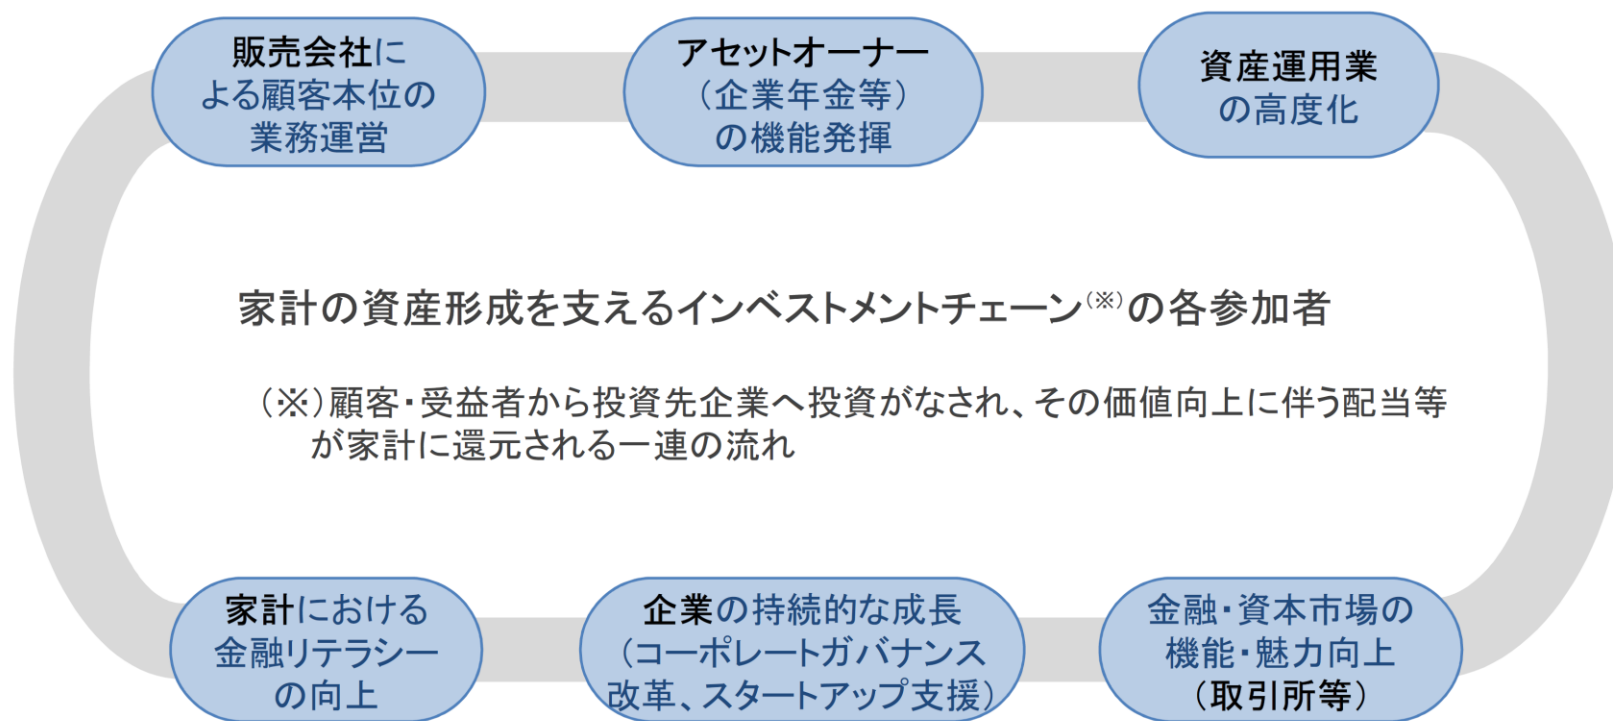 販売会社に
よる顧客本位の
業務運営
アセットオーナー
（企業年金等）
の機能発揮
資産運用業
の高度化
家計の資産形成を支えるインベストメントチェーン(※)の各参加者
（※）顧客・受益者から投資先企業へ投資がなされ、その価値向上に伴う配当等
が家計に還元される一連の流れ
家計における
金融リテラシー
の向上
企業の持続的な成長
（コーポレートガバナンス
改革、スタートアップ支援）
金融・資本市場の
機能・魅力向上
（取引所等）